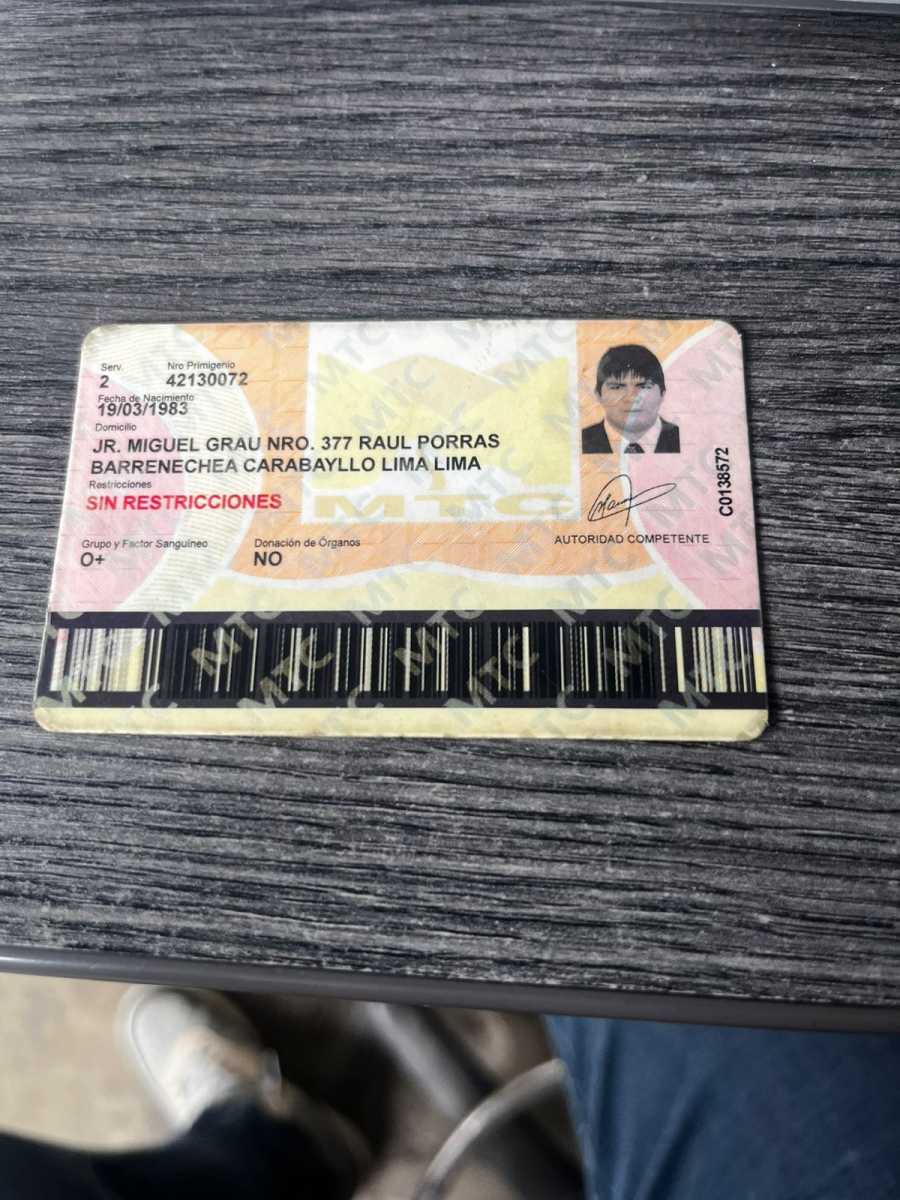 Serv. Nro Primigenio
2 42130072
Fecha de Nacimiento
19/03/1983
Domicilio
JR. MIGUEL GRAU NRO. 377 RAUL PORRAS
BARRENECHEA CARABAYLLO LIMA LIMA
Restricciones
SIN RESTRICCIONES
Grupo y Factor Sanguíneo Donación de Órganos
O+ NO
MTC
AUTORIDAD COMPETENTE
C0138572